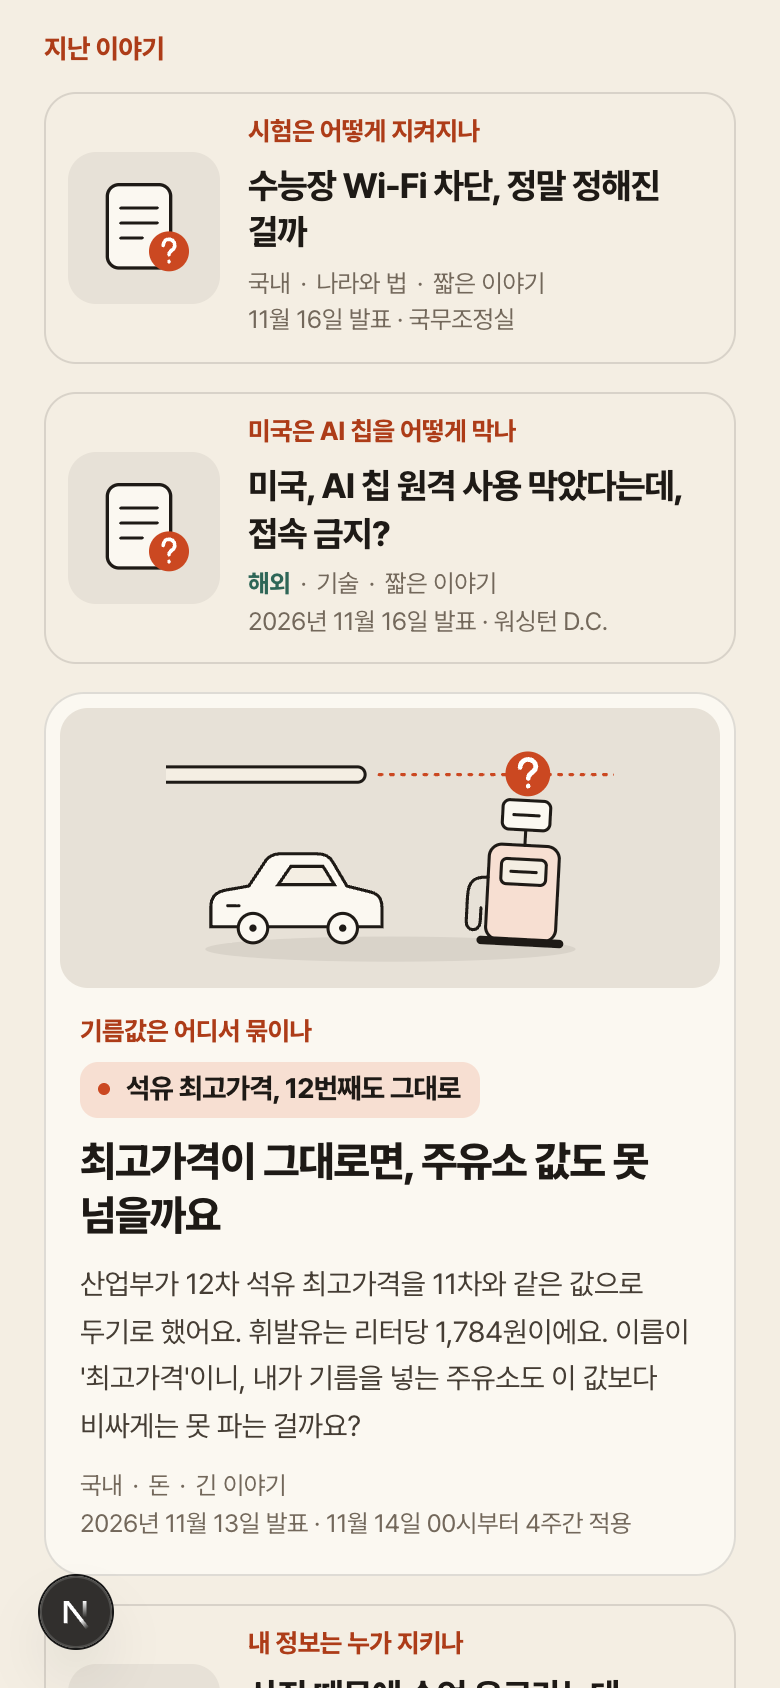 지난 이야기
시험은 어떻게 지켜지나
수능장 Wi-Fi 차단, 정말 정해진
걸까
국내 · 나라와 법 · 짧은 이야기
11월 16일 발표 · 국무조정실
?
미국은 AI 칩을 어떻게 막나
미국, AI 칩 원격 사용 막았다는데,
접속 금지?
해외 · 기술 · 짧은 이야기
2026년 11월 16일 발표 · 워싱턴 D.C.
?
?
기름값은 어디서 묶이나
석유 최고가격, 12번째도 그대로
최고가격이 그대로면, 주유소 값도 못
넘을까요
산업부가 12차 석유 최고가격을 11차와 같은 값으로
두기로 했어요. 휘발유는 리터당 1,784원이에요. 이름이
'최고가격'이니, 내가 기름을 넣는 주유소도 이 값보다
비싸게는 못 파는 걸까요?
국내 · 돈 · 긴 이야기
2026년 11월 13일 발표 · 11월 14일 00시부터 4주간 적용
N
내 정보는 누가 지키나